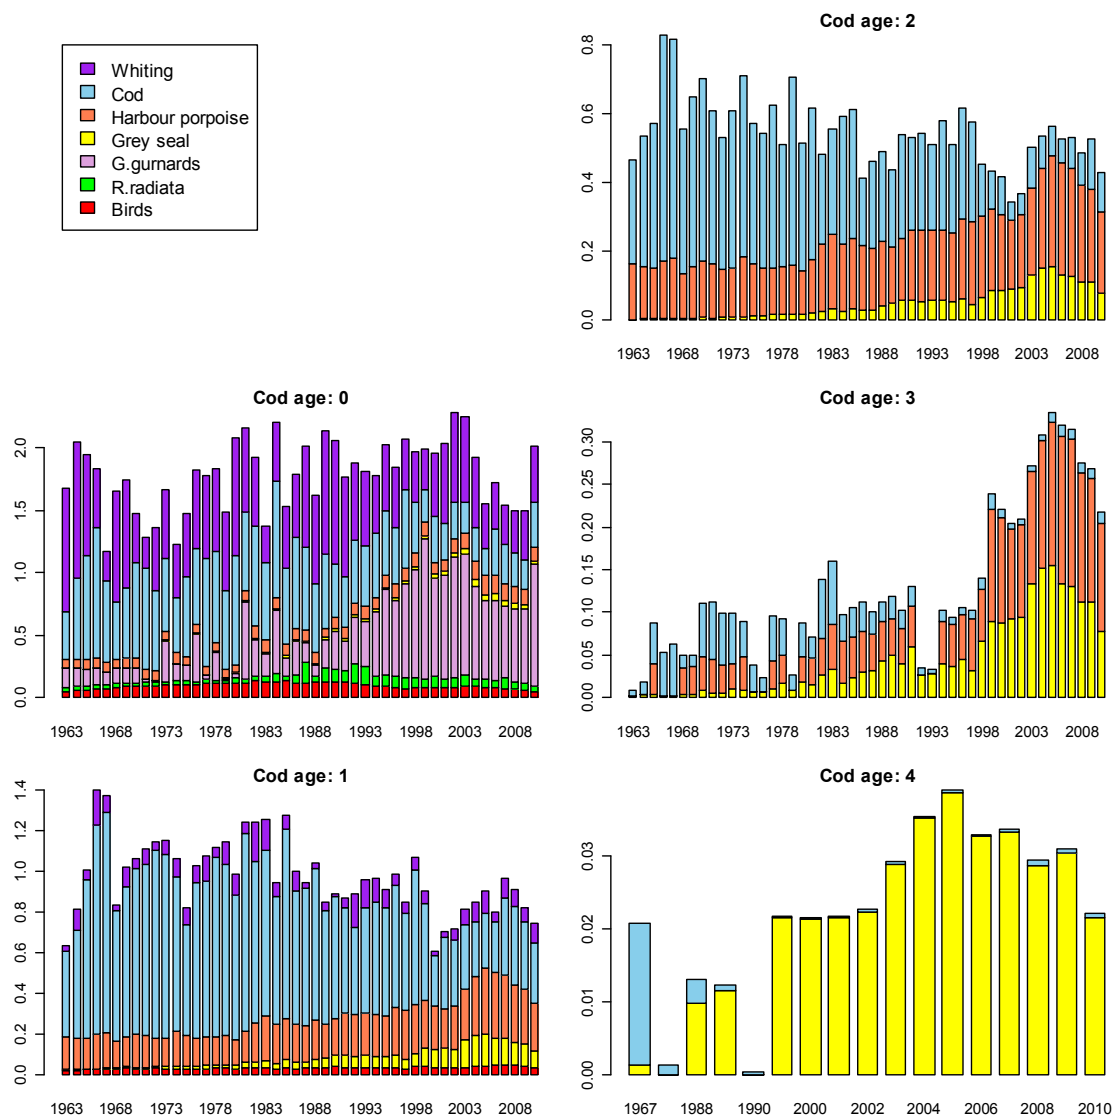 Whiting
Cod
Harbour porpoise
Grey seal
G.gurnards
R.radiata
Birds
Cod age: 2
0.0 0.2 0.4 0.6 0.8
1963 1968 1973 1978 1983 1988 1993 1998 2003 2008
Cod age: 0
0.0 0.5 1.0 1.5 2.0
1963 1968 1973 1978 1983 1988 1993 1998 2003 2008
Cod age: 3
0.00 0.05 0.10 0.15 0.20 0.25 0.30
1963 1968 1973 1978 1983 1988 1993 1998 2003 2008
Cod age: 1
0.0 0.2 0.4 0.6 0.8 1.0 1.2 1.4
1963 1968 1973 1978 1983 1988 1993 1998 2003 2008
Cod age: 4
0.00 0.01 0.02 0.03
1967 1988 1990 2000 2002 2004 2006 2008 2010